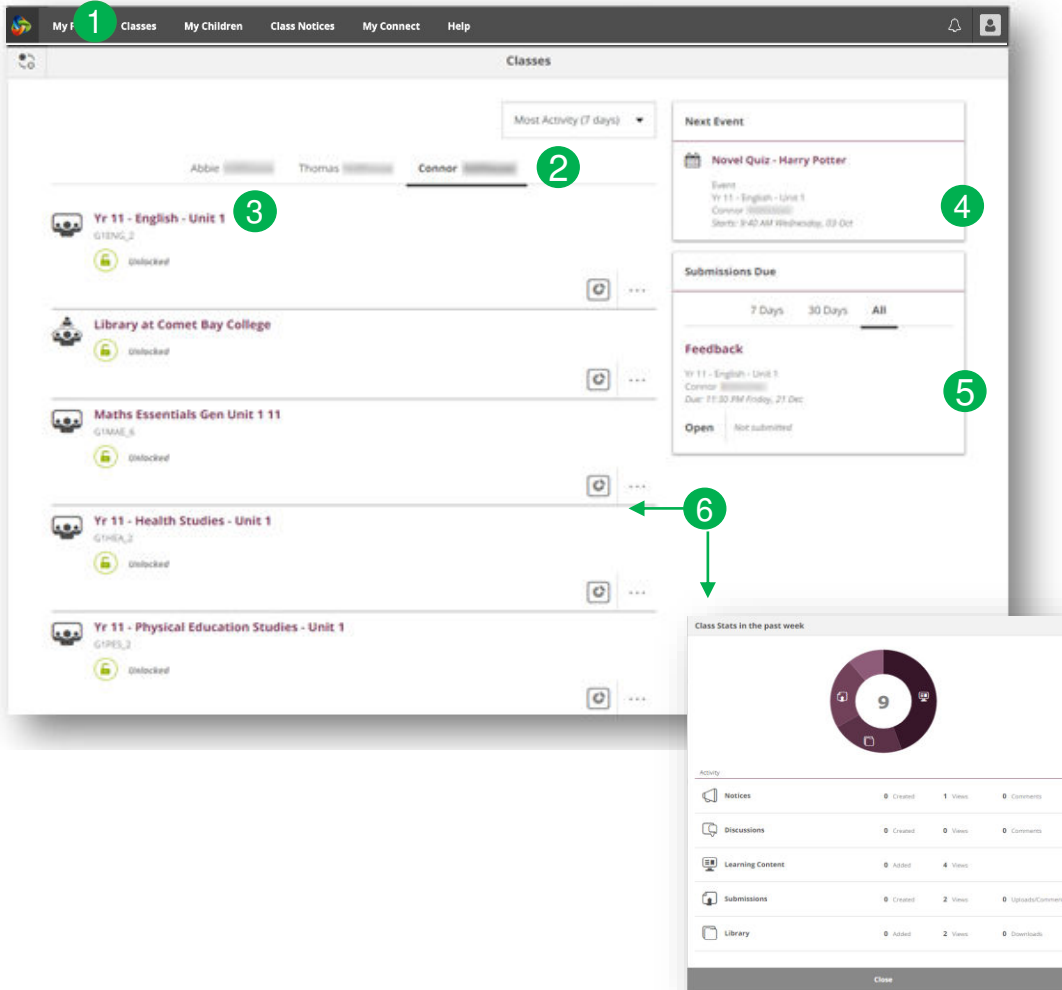 My
1
Classes
My Children
Class Notices
My Connect
Help
Classes
Most Activity (7 days)
Abbie
Thomas
Connor
2
Yr 11 - English - Unit 1
3
G1ENG_2
Unlocked
Library at Comet Bay College
Unlocked
Maths Essentials Gen Unit 1 11
G1MAE_6
Unlocked
Yr 11 - Health Studies - Unit 1
G1HEA_2
Unlocked
Yr 11 - Physical Education Studies - Unit 1
G1PES_2
Unlocked
Next Event
Novel Quiz - Harry Potter
Event
Yr 11 - English - Unit 1
Connor
Starts: 9:40 AM Wednesday, 03 Oct
4
Submissions Due
7 Days 30 Days All
Feedback
Yr 11 - English - Unit 1
Connor
Due: 11:30 PM Friday, 21 Dec
5
Open Not submitted
6
Class Stats in the past week
9
Activity
Notices 0 Created 1 Views 0 Comments
Discussions 0 Created 0 Views 0 Comments
Learning Content 0 Added 4 Views
Submissions 0 Created 2 Views 0 Uploads/Commen
Library 0 Added 2 Views 0 Downloads
Close